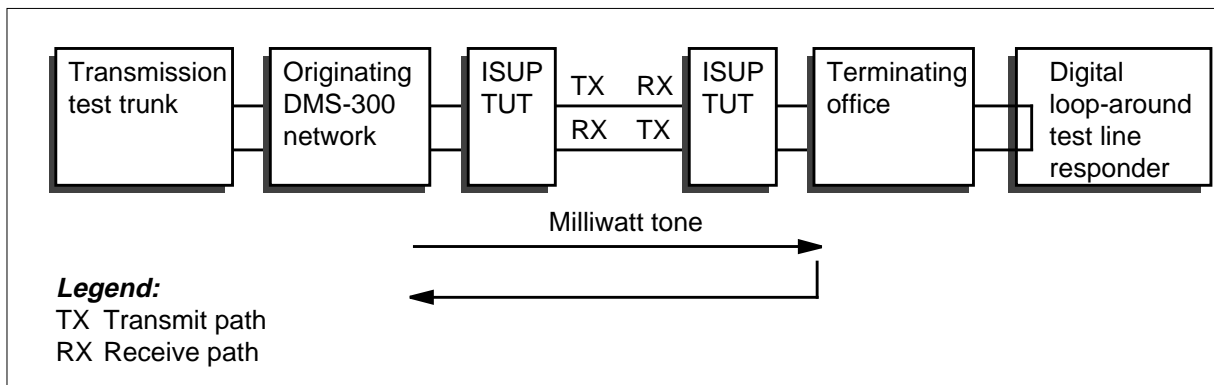 Transmission
test trunk
Originating
DMS-300
network
ISUP
TUT
TX RX
RX TX
ISUP
TUT
Terminating
office
Digital
loop-around
test line
responder
Milliwatt tone
Legend:
TX Transmit path
RX Receive path